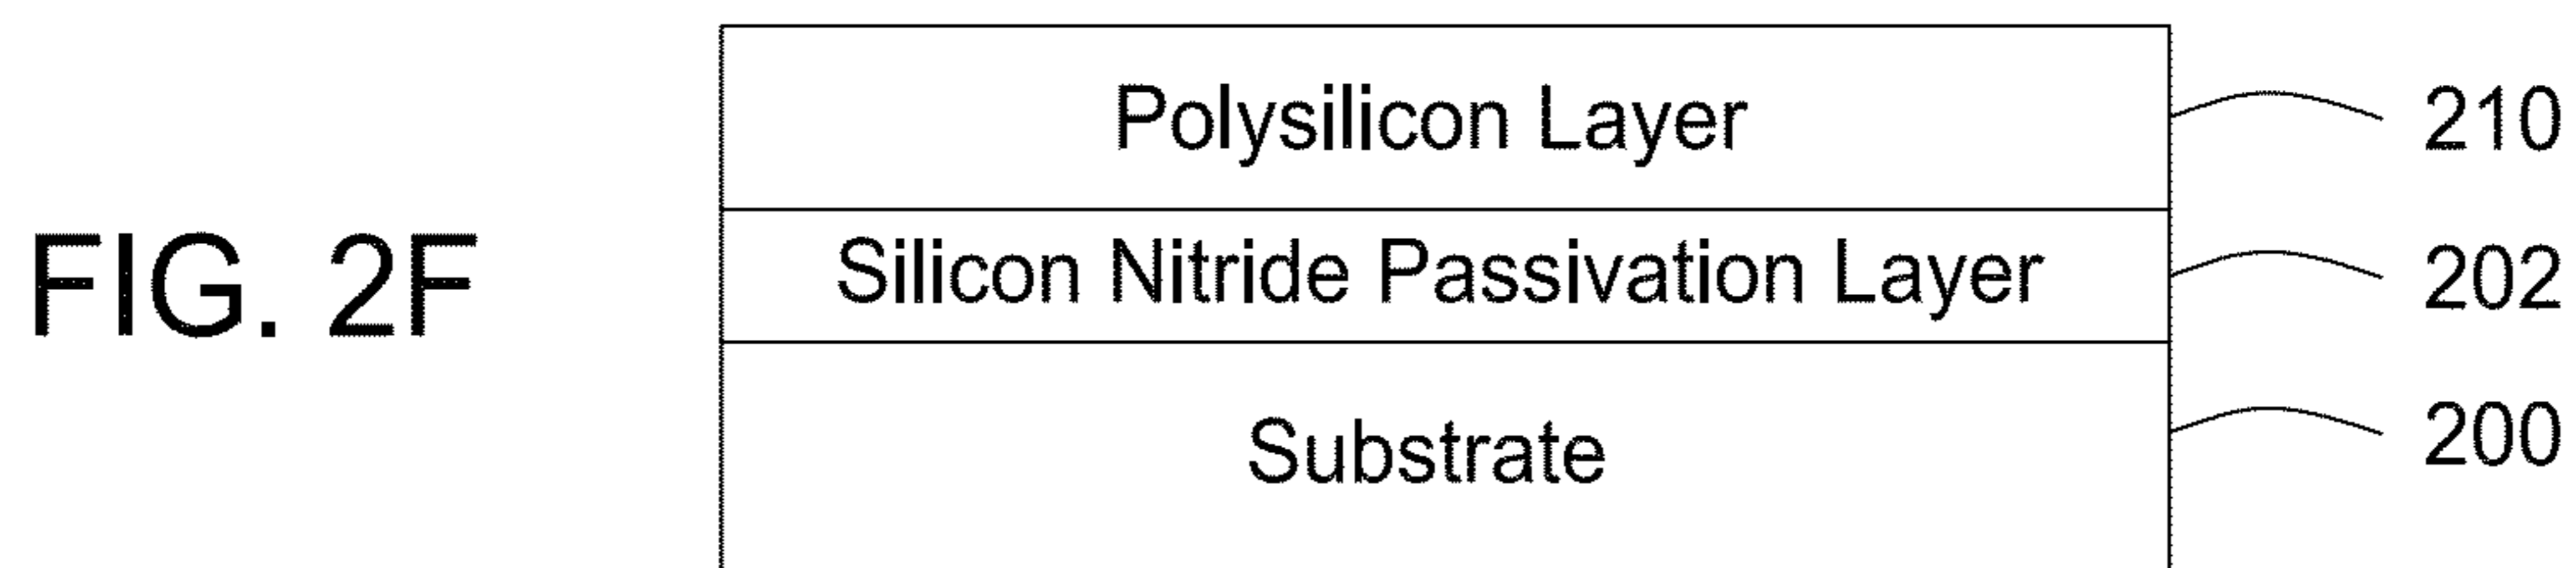 Polysilicon Layer 210
FIG. 2F
Silicon Nitride Passivation Layer 202
Substrate 200